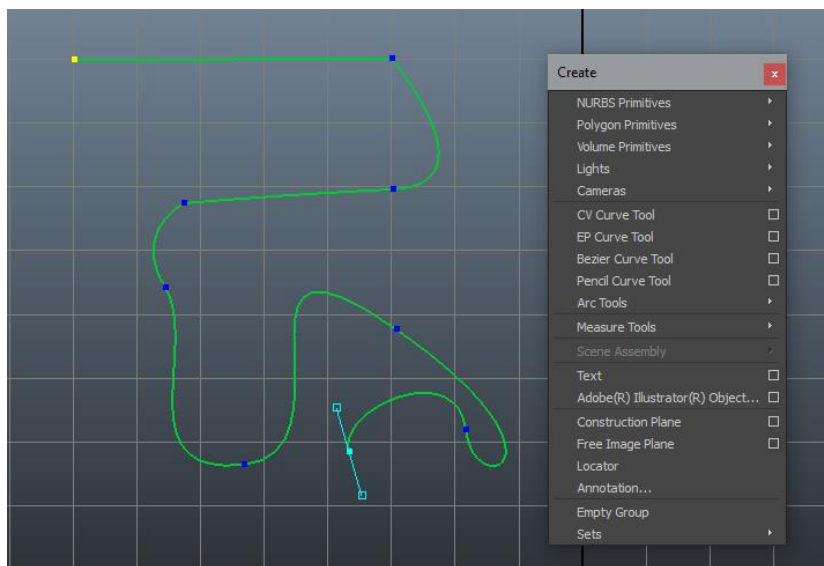 Create
x
NURBS Primitives
Polygon Primitives
Volume Primitives
Lights
Cameras
CV Curve Tool
EP Curve Tool
Bezier Curve Tool
Pencil Curve Tool
Arc Tools
Measure Tools
Scene Assembly
Text
Adobe(R) Illustrator(R) Object...
Construction Plane
Free Image Plane
Locator
Annotation...
Empty Group
Sets